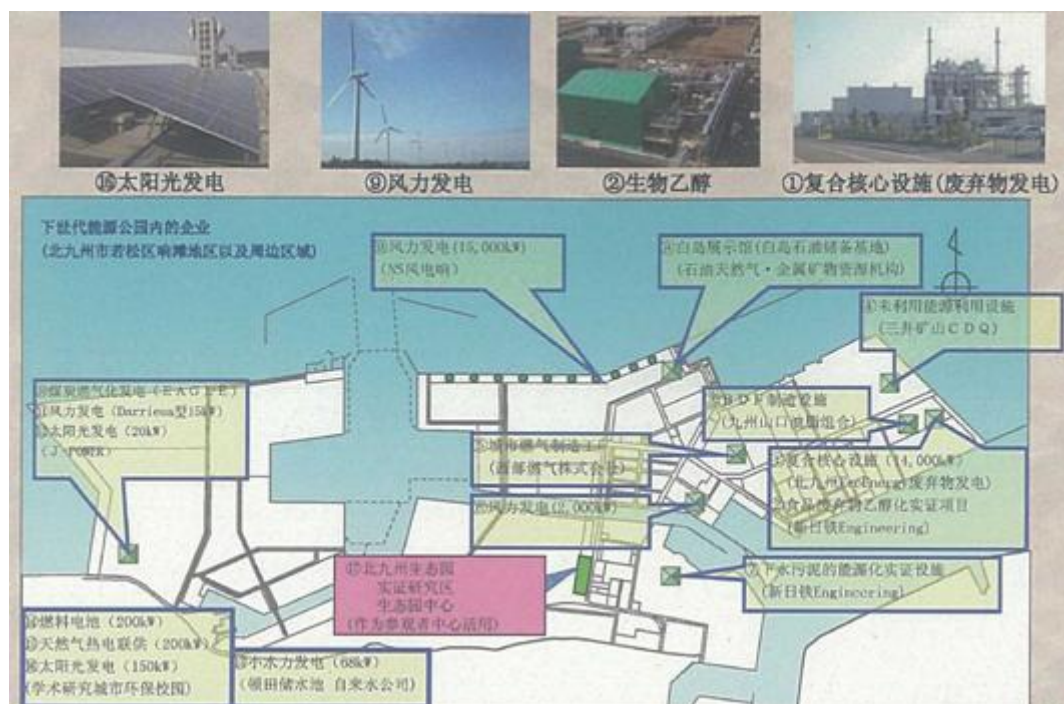 ⑯太阳光发电
⑨风力发电
②生物乙醇
①复合核心设施(废弃物发电)
下世代能源公园内的企业
(北九州市若松区响滩地区以及周边区域)
风力发电(15,000kW)
(NS风电响)
白岛展示馆(白岛石油储备基地)
(石油天然气・金属矿物资源机构)
④未利用能源利用设施
(三井矿山CDQ)
煤炭燃气化发电(EAGLE)
风力发电(Darrieus型15kW)
太阳光发电(20kW)
(J-POWER)
BDF制造设施
(九州山口油脂组合)
城市燃气制造工厂
(西部燃气株式会社)
①复合核心设施(14,000kW)
(北九州EcoEnergy废弃物发电)
②食品废弃物乙醇化实证项目
(新日铁Engineering)
风力发电(2,000kW)
⑰北九州生态园
实证研究区
生态园中心
(作为参观者中心活用)
⑦下水污泥的能源化实证设施
(新日铁Engineering)
⑭燃料电池(200kW)
⑮天然气热电联供(200kW)
⑯太阳光发电(150kW)
(学术研究城市环保校园)
⑬小水力发电(68kW)
(顿田储水池 自来水公司)